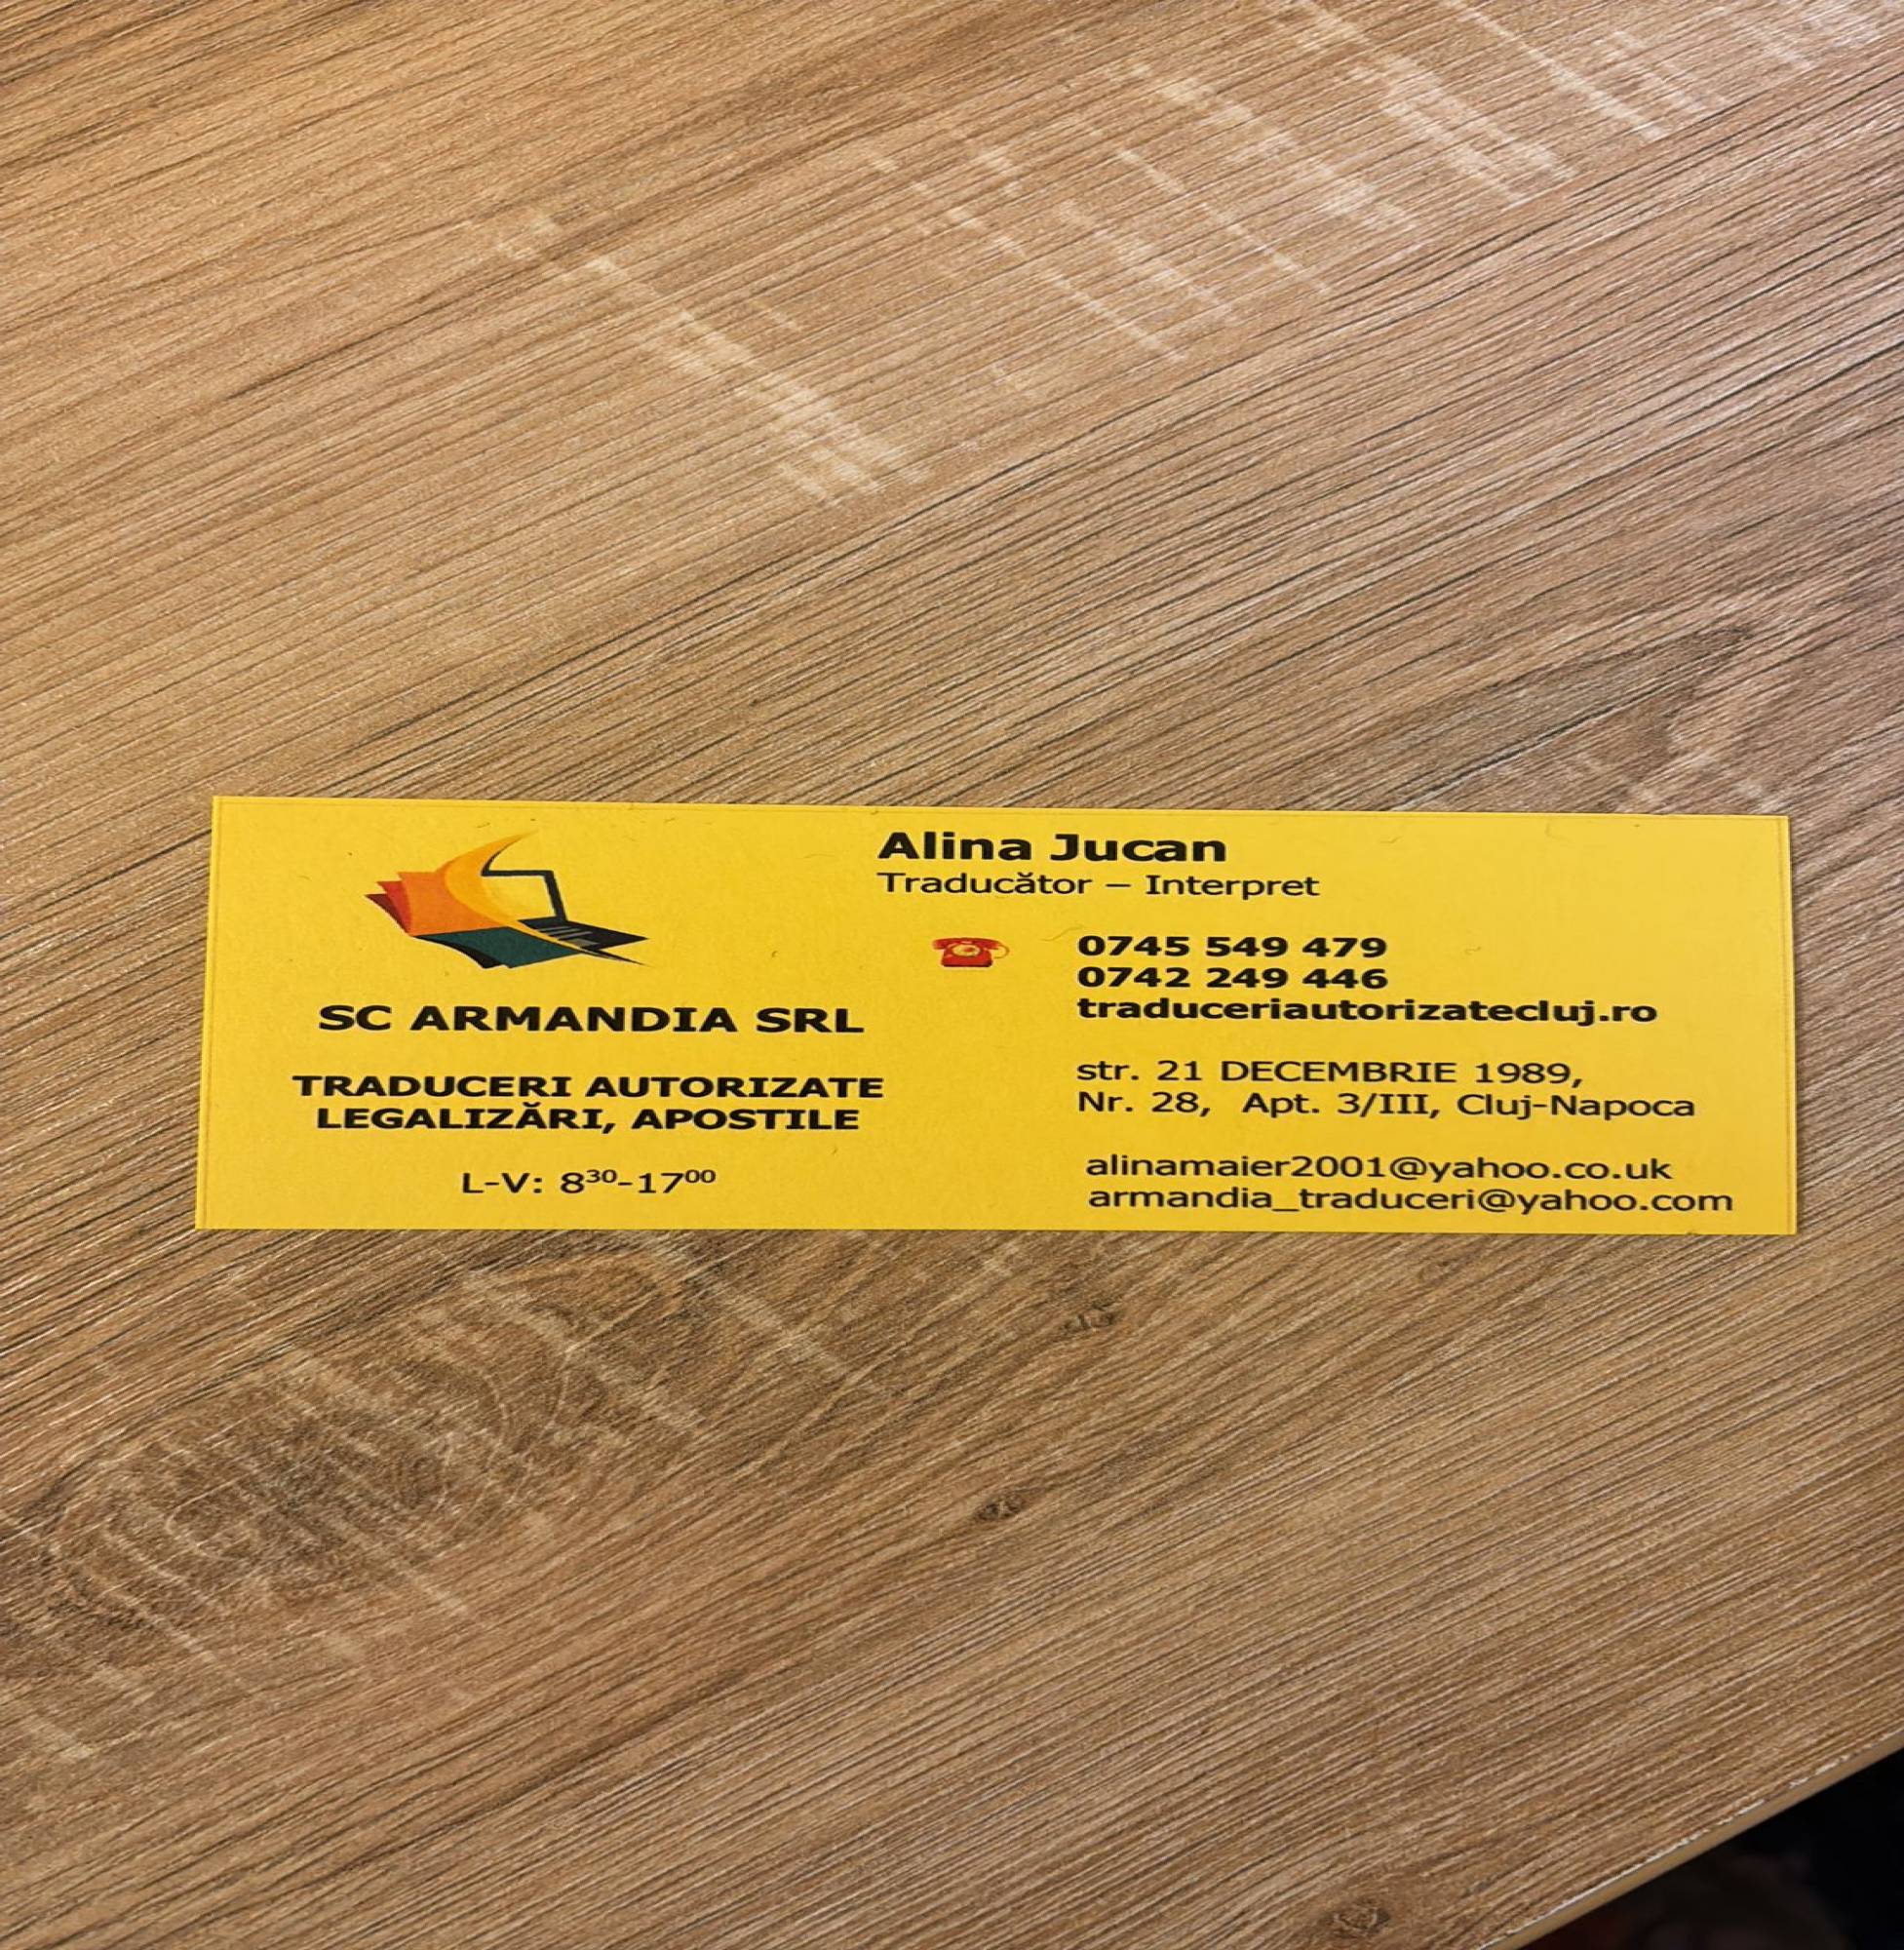 SC ARMANDIA SRL
TRADUCERI AUTORIZATE
LEGALIZĂRI, APOSTILE
L-V: 8³⁰-17⁰⁰
Alina Jucan
Traducător – Interpret
0745 549 479
0742 249 446
traduceriautorizatecluj.ro
str. 21 DECEMBRIE 1989,
Nr. 28, Apt. 3/III, Cluj-Napoca
alinamaier2001@yahoo.co.uk
armandia_traduceri@yahoo.com